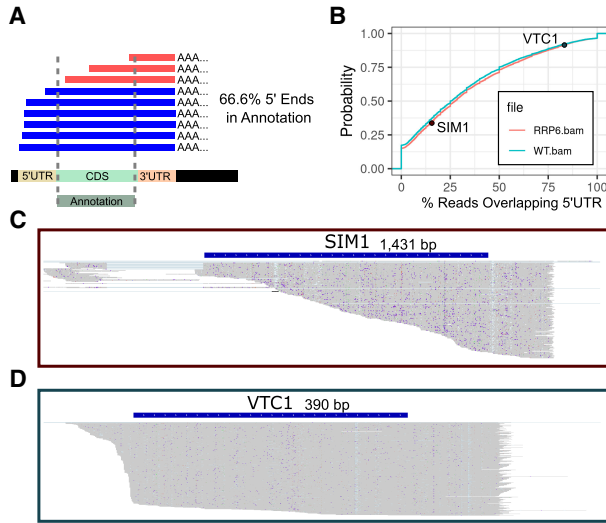 A
AAA...
AAA...
AAA...
AAA...
AAA...
AAA...
AAA...
AAA...
AAA...
66.6% 5' Ends
in Annotation
5'UTR
CDS
3'UTR
Annotation
B
Probability
1.00
0.75
0.50
0.25
0.00
VTC1
SIM1
file
RRP6.bam
WT.bam
0
25
50
75
100
% Reads Overlapping 5'UTR
C
SIM1 1,431 bp
D
VTC1 390 bp